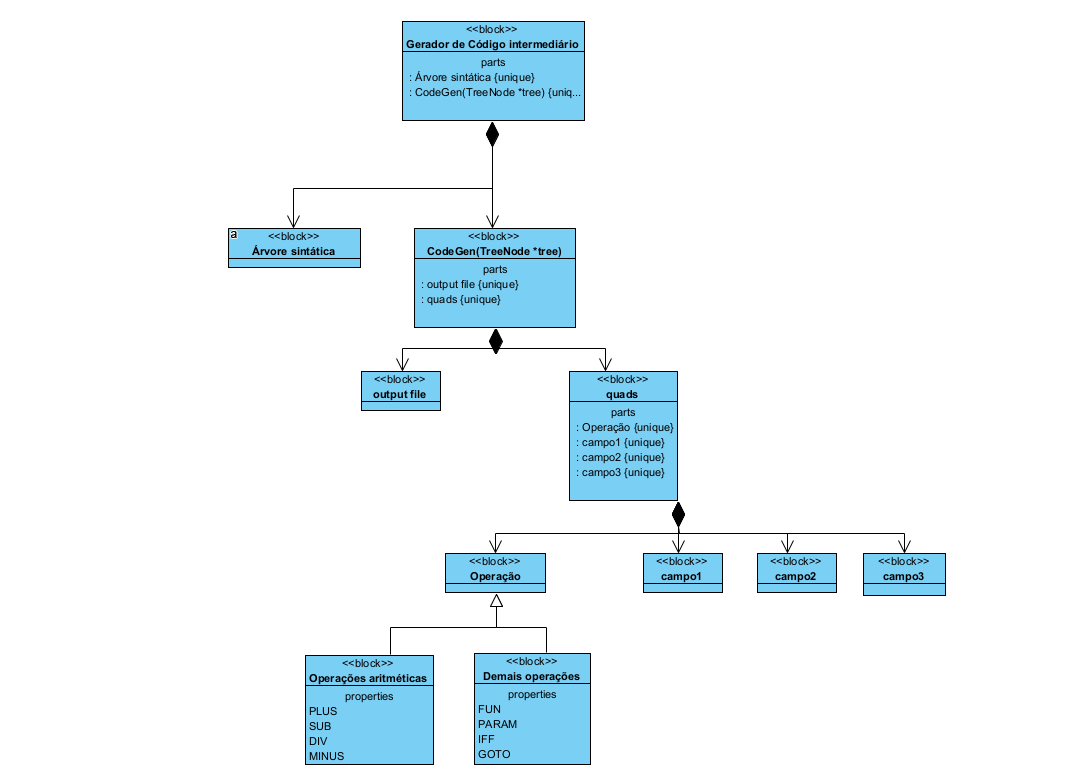 <<block>>
Gerador de Código intermediário
parts
: Árvore sintática {unique}
: CodeGen(TreeNode *tree) {uniq...
a
<<block>>
Árvore sintática
<<block>>
CodeGen(TreeNode *tree)
parts
: output file {unique}
: quads {unique}
<<block>>
output file
<<block>>
quads
parts
: Operação {unique}
: campo1 {unique}
: campo2 {unique}
: campo3 {unique}
<<block>>
Operação
<<block>>
campo1
<<block>>
campo2
<<block>>
campo3
<<block>>
Operações aritméticas
properties
PLUS
SUB
DIV
MINUS
<<block>>
Demais operações
properties
FUN
PARAM
IFF
GOTO